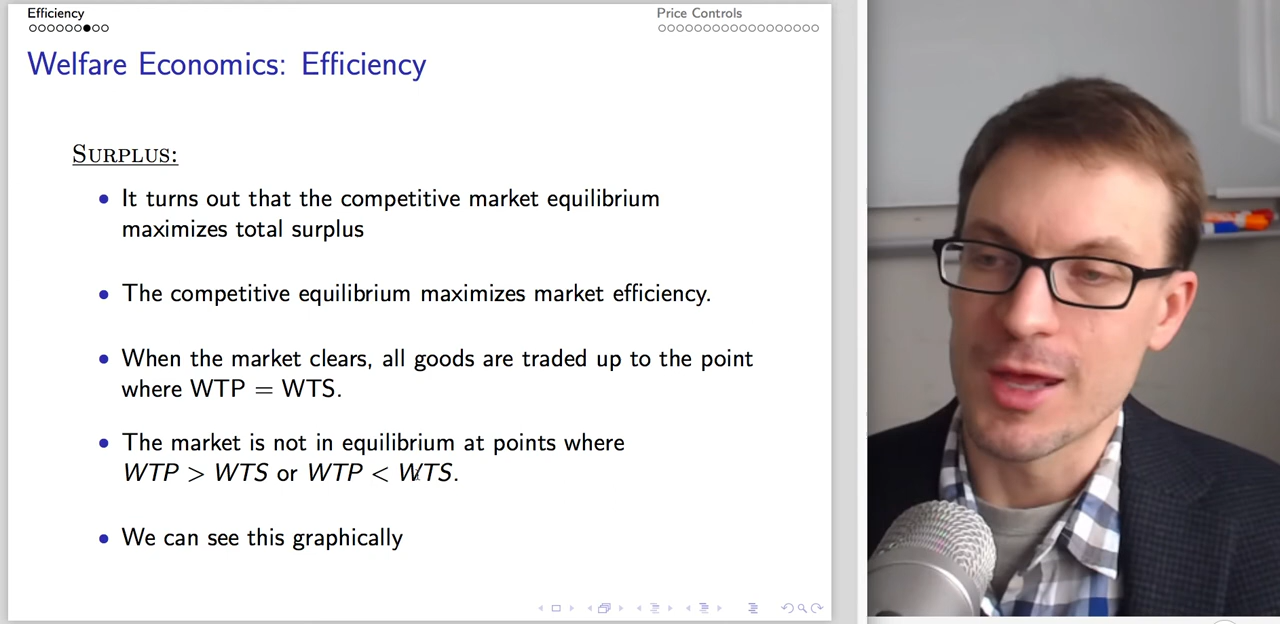 Efficiency
Price Controls
Welfare Economics: Efficiency
SURPLUS:
It turns out that the competitive market equilibrium
maximizes total surplus
The competitive equilibrium maximizes market efficiency.
When the market clears, all goods are traded up to the point
where WTP = WTS.
The market is not in equilibrium at points where
WTP > WTS or WTP < WTS.
We can see this graphically